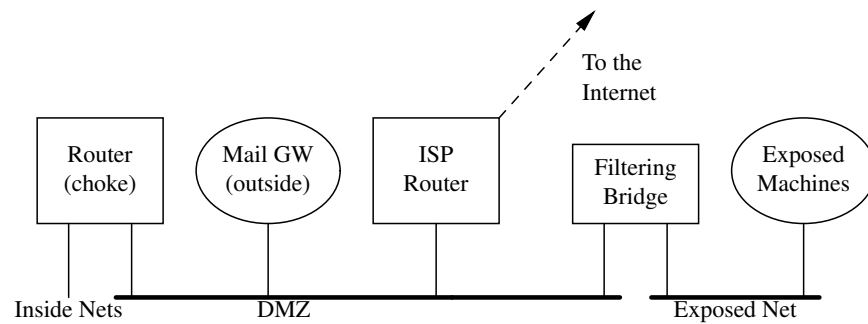 To the
Internet
Router
(choke)
Mail GW
(outside)
ISP
Router
Filtering
Bridge
Exposed
Machines
Inside Nets
DMZ
Exposed Net